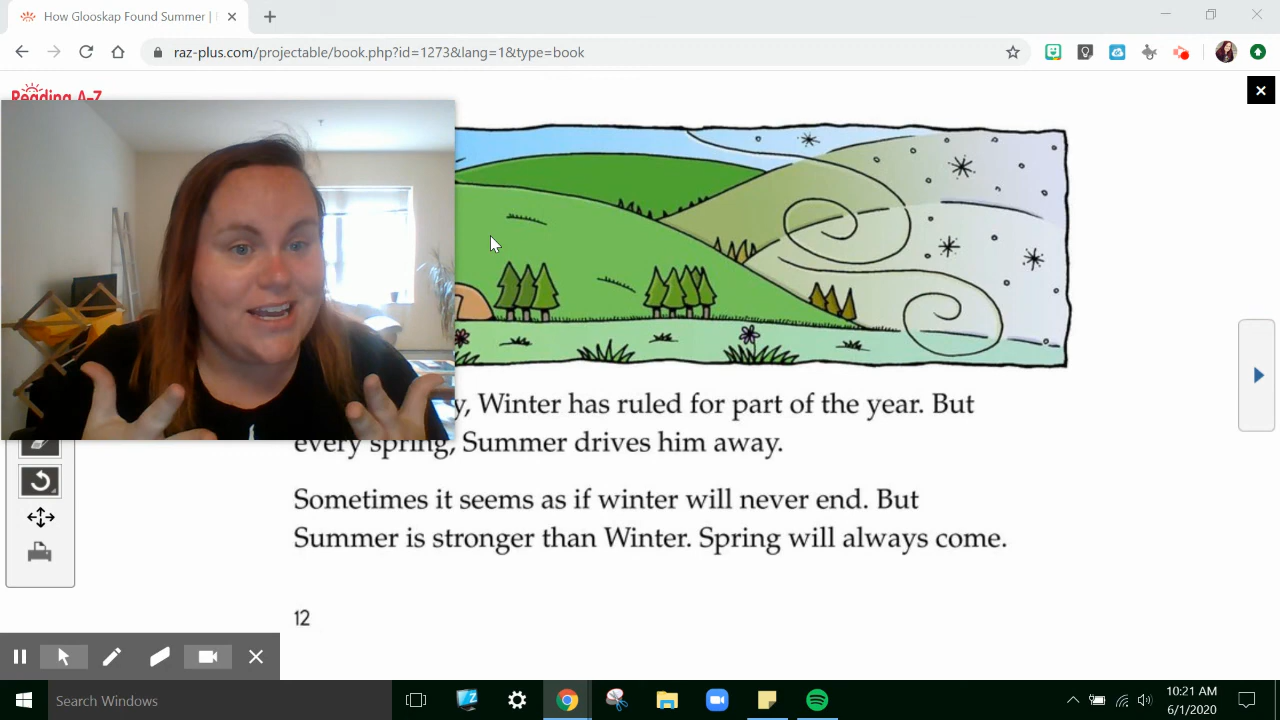 How Glooskap Found Summer |
raz-plus.com/projectable/book.php?id=1273&lang=1&type=book
Reading A-Z
y, Winter has ruled for part of the year. But
every spring, Summer drives him away.
Sometimes it seems as if winter will never end. But
Summer is stronger than Winter. Spring will always come.
12
Search Windows
10:21 AM
6/1/2020